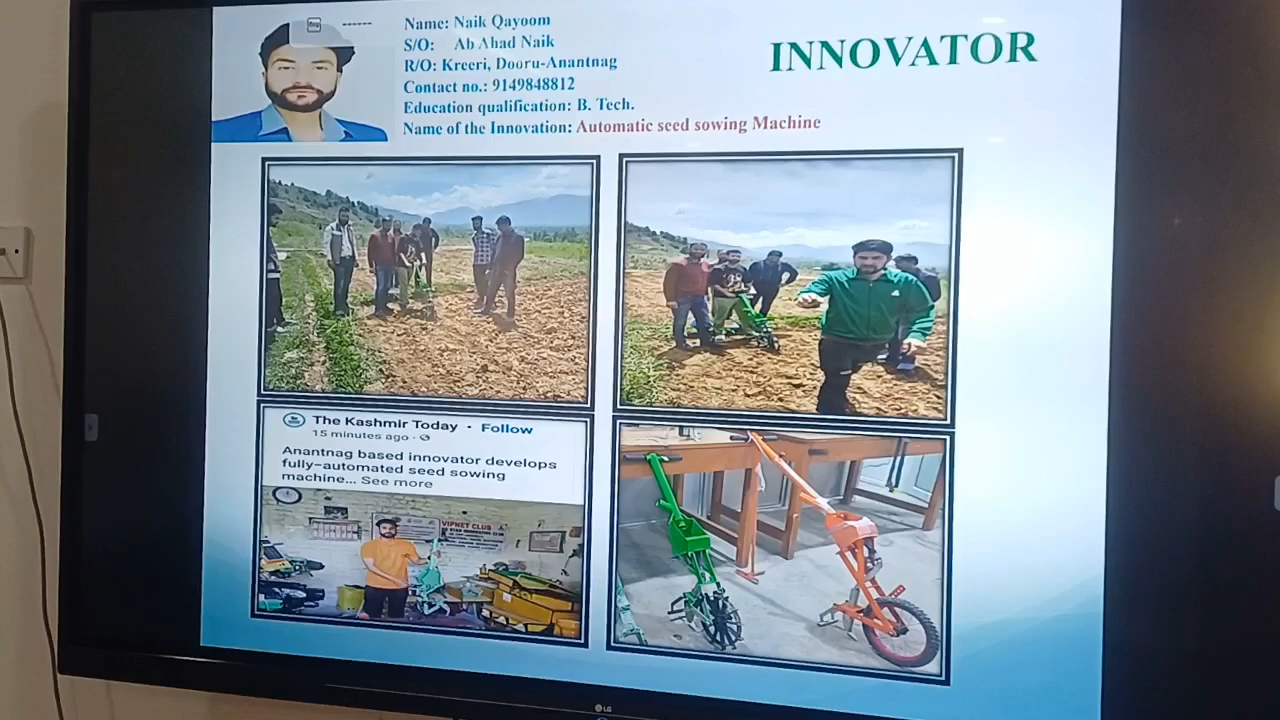 Name: Naik Qayoom
S/O: Ab Ahad Naik
R/O: Kreeri, Dooru-Anantnag
Contact no.: 9149848812
Education qualification: B. Tech.
Name of the Innovation: Automatic seed sowing Machine
INNOVATOR
The Kashmir Today · Follow
15 minutes ago ·
Anantnag based innovator develops
fully-automated seed sowing
machine... See more
VIPNET CLUB
LG